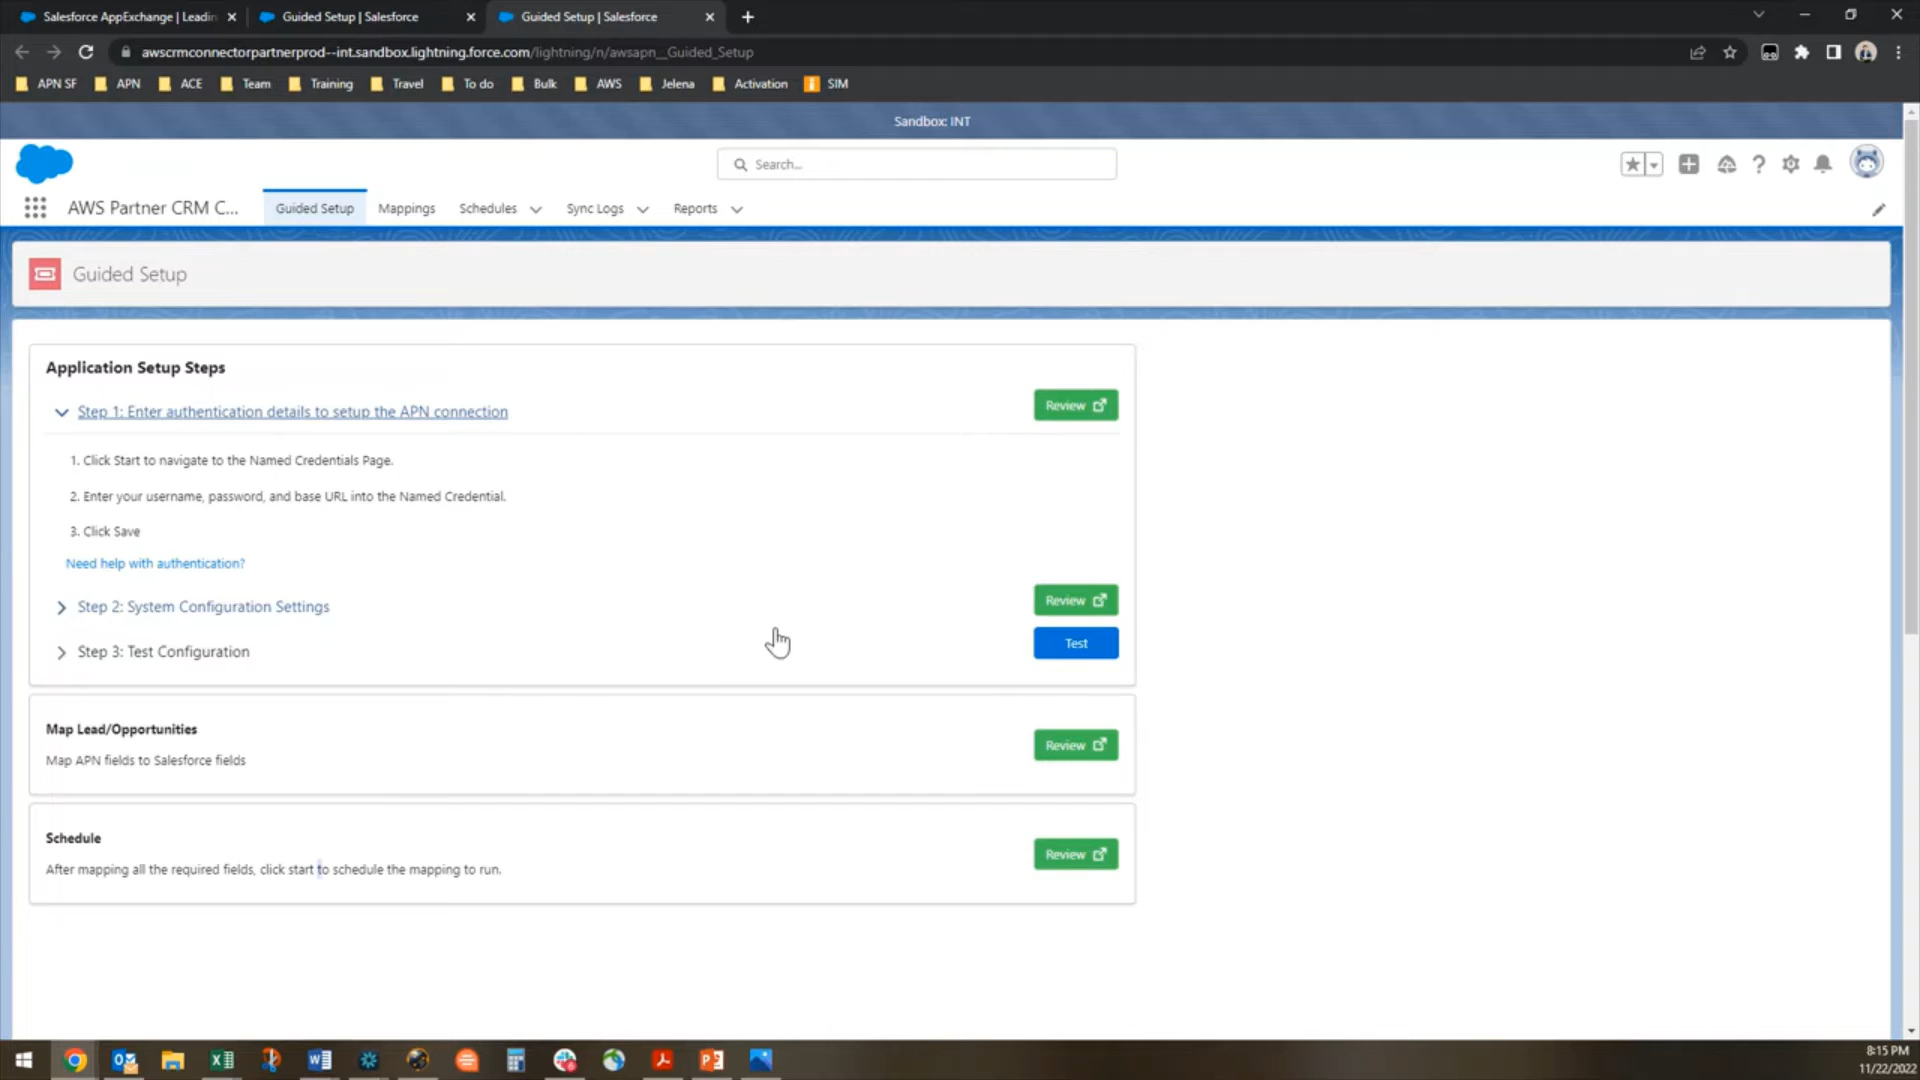 Salesforce AppExchange | Leadin
Guided Setup | Salesforce
Guided Setup | Salesforce
awscrmconnectorpartnerprod--int.sandbox.lightning.force.com/lightning/n/awsapn__Guided_Setup
APN SF
APN
ACE
Team
Training
Travel
To do
Bulk
AWS
Jelena
Activation
SIM
Sandbox: INT
Search...
AWS Partner CRM C...
Guided Setup
Mappings
Schedules
Sync Logs
Reports
Guided Setup
Application Setup Steps
Step 1: Enter authentication details to setup the APN connection
Review
1. Click Start to navigate to the Named Credentials Page.
2. Enter your username, password, and base URL into the Named Credential.
3. Click Save
Need help with authentication?
Step 2: System Configuration Settings
Review
Step 3: Test Configuration
Test
Map Lead/Opportunities
Map APN fields to Salesforce fields
Review
Schedule
After mapping all the required fields, click start to schedule the mapping to run.
Review
8:15 PM
11/22/2022